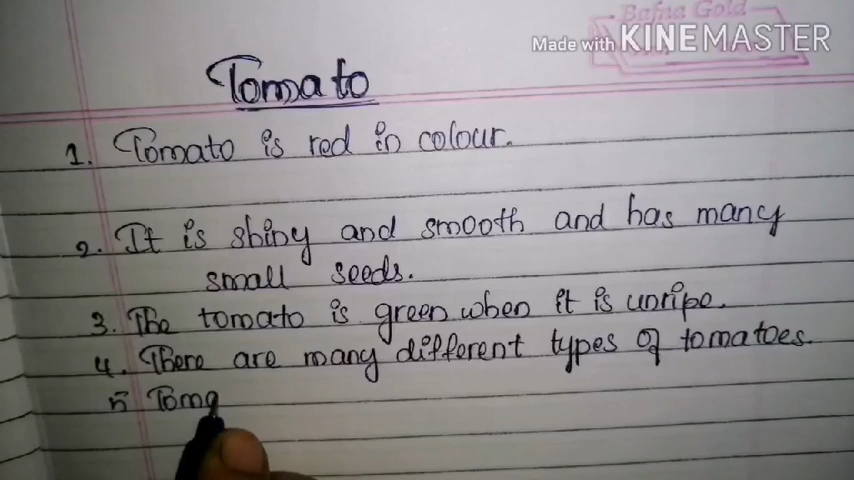 Bafna Gold
Made with KINEMASTER
Tomato
1. Tomato is red in colour.
2. It is shiny and smooth and has many
small seeds.
3. The tomato is green when it is unripe.
4. There are many different types of tomatoes.
5 Toma